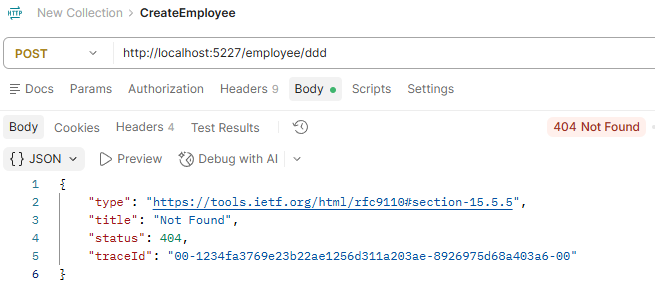 HTTP New Collection > CreateEmployee
POST http://localhost:5227/employee/ddd
Docs Params Authorization Headers 9 Body Scripts Settings
Body Cookies Headers 4 Test Results 404 Not Found
{} JSON Preview Debug with AI
1 {
2 "type": "https://tools.ietf.org/html/rfc9110#section-15.5.5",
3 "title": "Not Found",
4 "status": 404,
5 "traceId": "00-1234fa3769e23b22ae1256d311a203ae-8926975d68a403a6-00"
6 }